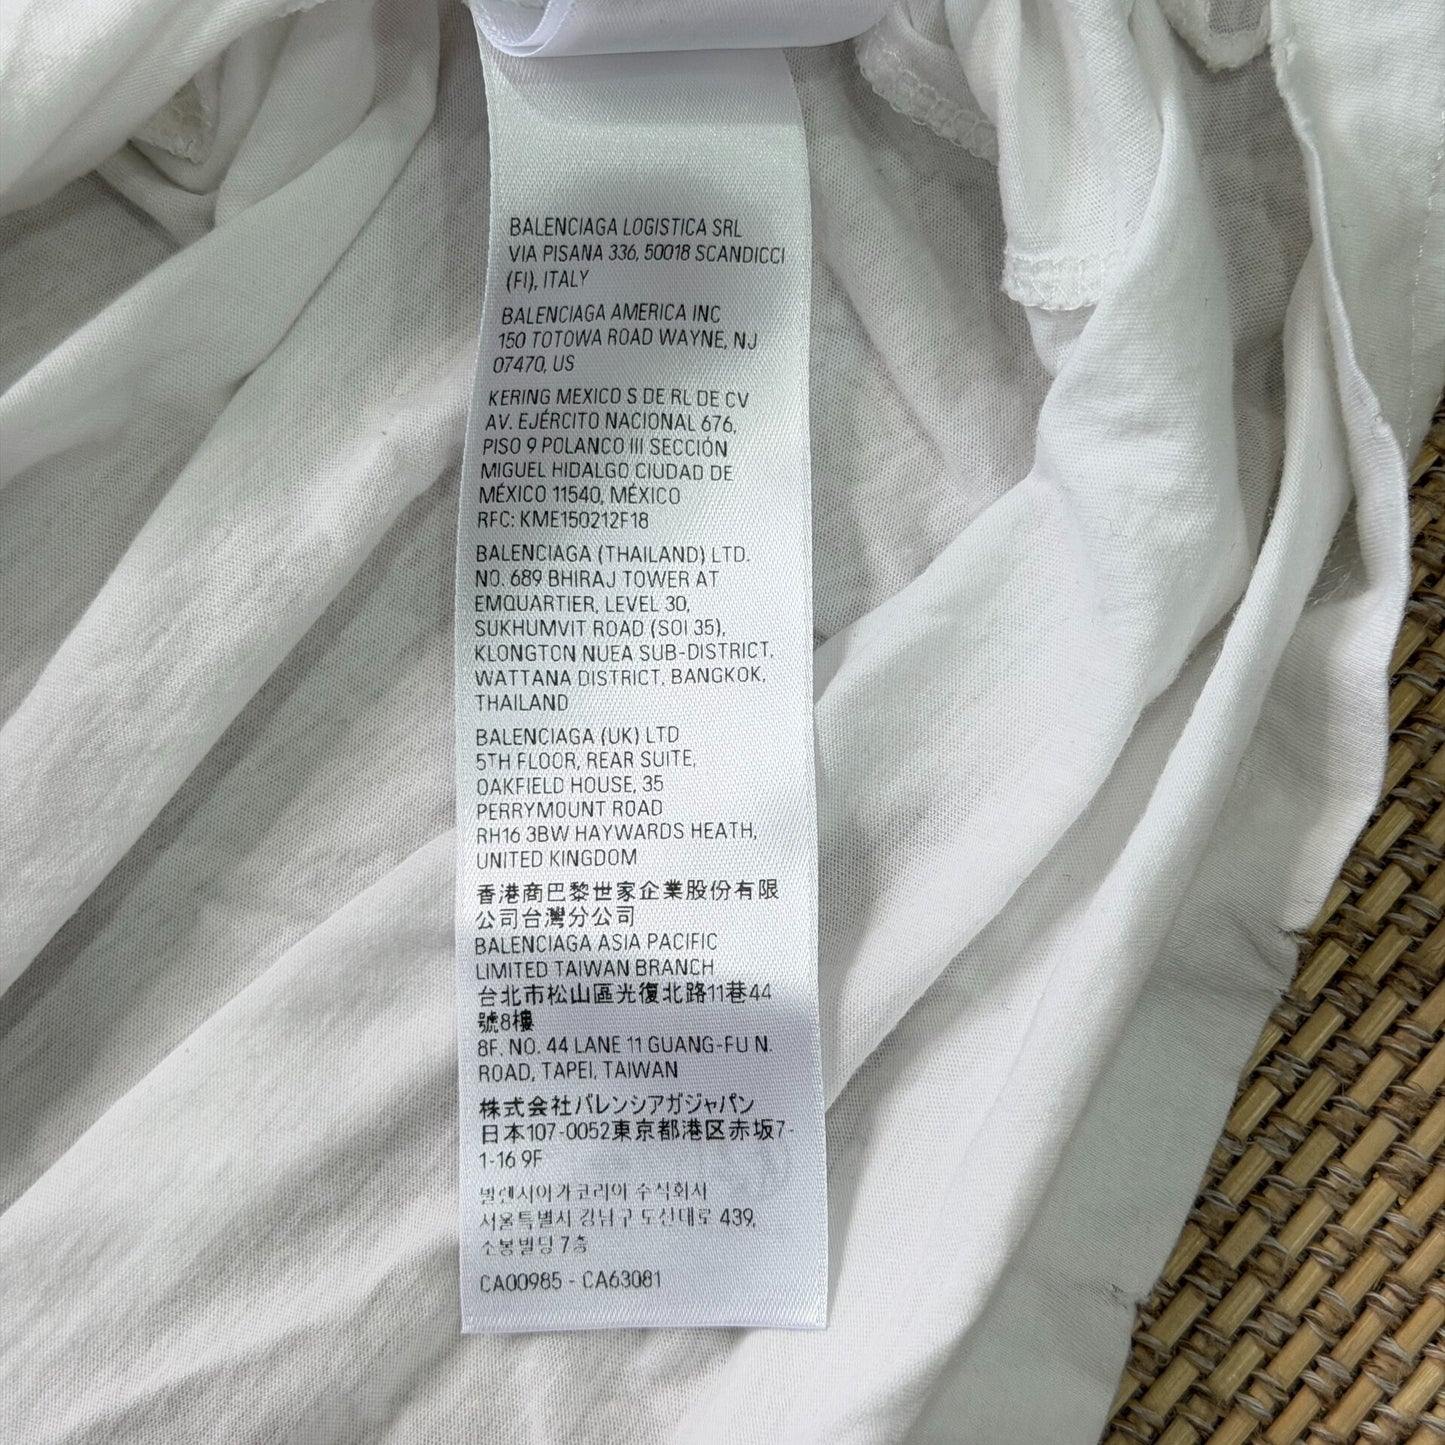 BALENCIAGA LOGISTICA SRL
VIA PISANA 336, 50018 SCANDICCI
(FI), ITALY
BALENCIAGA AMERICA INC
150 TOTOWA ROAD WAYNE, NJ
07470, US
KERING MEXICO S DE RL DE CV
AV. EJÉRCITO NACIONAL 676,
PISO 9 POLANCO III SECCIÓN
MIGUEL HIDALGO CIUDAD DE
MÉXICO 11540, MÉXICO
RFC: KME150212F18
BALENCIAGA (THAILAND) LTD.
NO. 689 BHIRAJ TOWER AT
EMQUARTIER, LEVEL 30,
SUKHUMVIT ROAD (SOI 35),
KLONGTON NUEA SUB-DISTRICT,
WATTANA DISTRICT, BANGKOK,
THAILAND
BALENCIAGA (UK) LTD
5TH FLOOR, REAR SUITE,
OAKFIELD HOUSE, 35
PERRYMOUNT ROAD
RH16 3BW HAYWARDS HEATH,
UNITED KINGDOM
香港商巴黎世家企業股份有限
公司台灣分公司
BALENCIAGA ASIA PACIFIC
LIMITED TAIWAN BRANCH
台北市松山區光復北路11巷44
號8樓
8F, NO. 44 LANE 11 GUANG-FU N.
ROAD, TAPEI, TAIWAN
株式会社バレンシアガジャパン
日本107-0052東京都港区赤坂7-
1-16 9F
발렌시아가코리아 주식회사
서울특별시 강남구 도산대로 439,
소봉빌딩 7층
CA00985 - CA63081